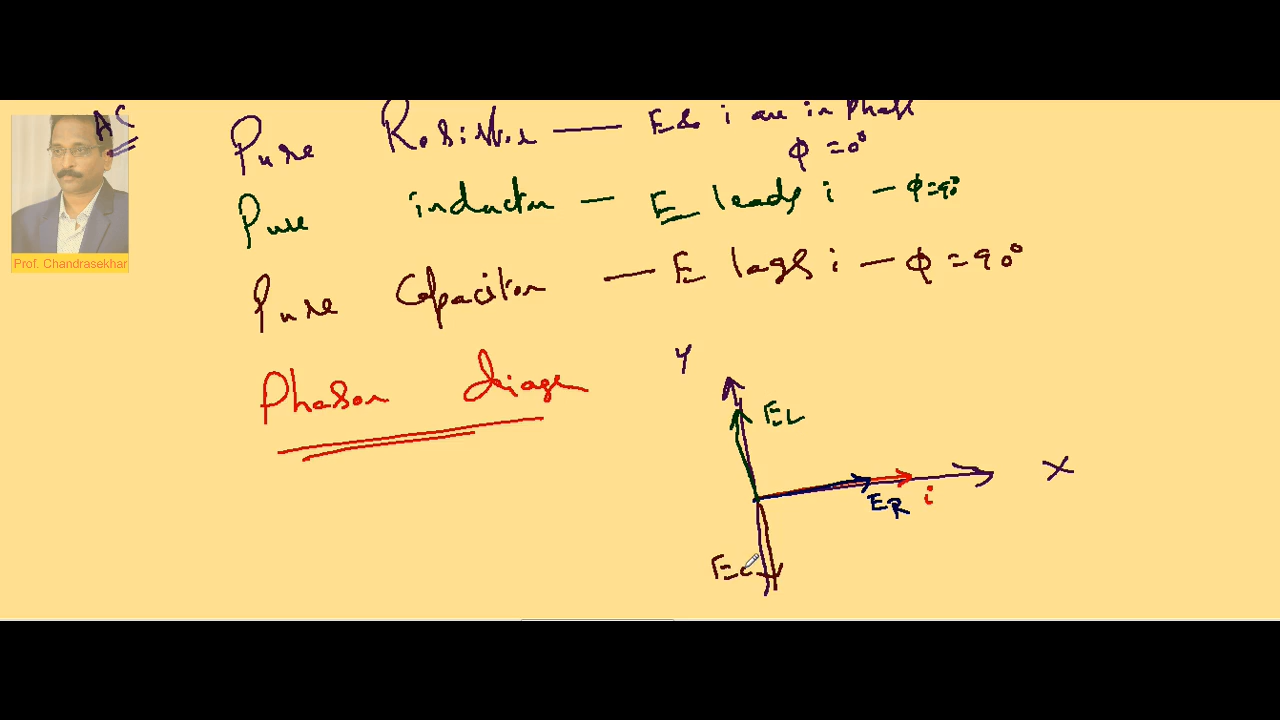 AC
Pure Resistor — E & i are in Phase
φ = 0°
Pure inductor — E leads i – φ = 90°
Pure Capacitor — E lags i – φ = 90°
Prof. Chandrasekhar
Phasor diagm
Y
EL
X
ER i
EC